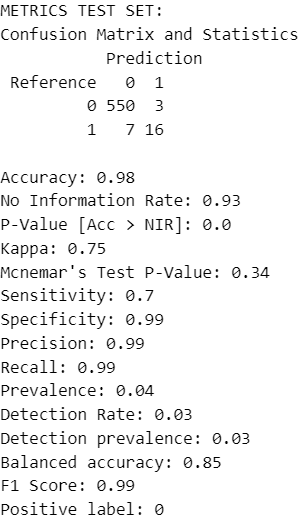 METRICS TEST SET:
Confusion Matrix and Statistics
Prediction
Reference 0 1
0 550 3
1 7 16
Accuracy: 0.98
No Information Rate: 0.93
P-Value [Acc > NIR]: 0.0
Kappa: 0.75
Mcnemar's Test P-Value: 0.34
Sensitivity: 0.7
Specificity: 0.99
Precision: 0.99
Recall: 0.99
Prevalence: 0.04
Detection Rate: 0.03
Detection prevalence: 0.03
Balanced accuracy: 0.85
F1 Score: 0.99
Positive label: 0